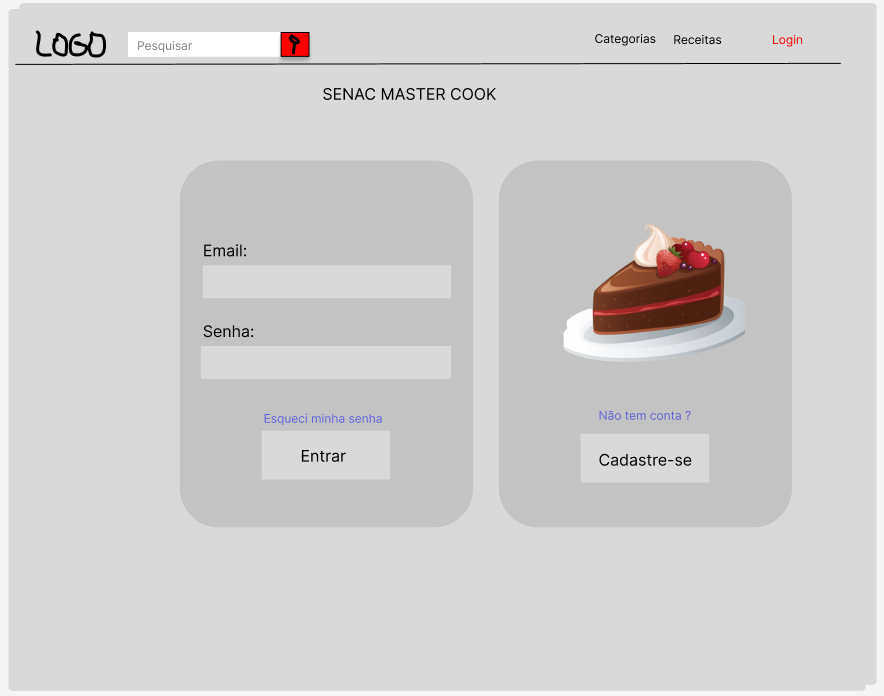 LOGO
Pesquisar
Categorias
Receitas
Login
SENAC MASTER COOK
Email:
Senha:
Esqueci minha senha
Entrar
Não tem conta ?
Cadastre-se